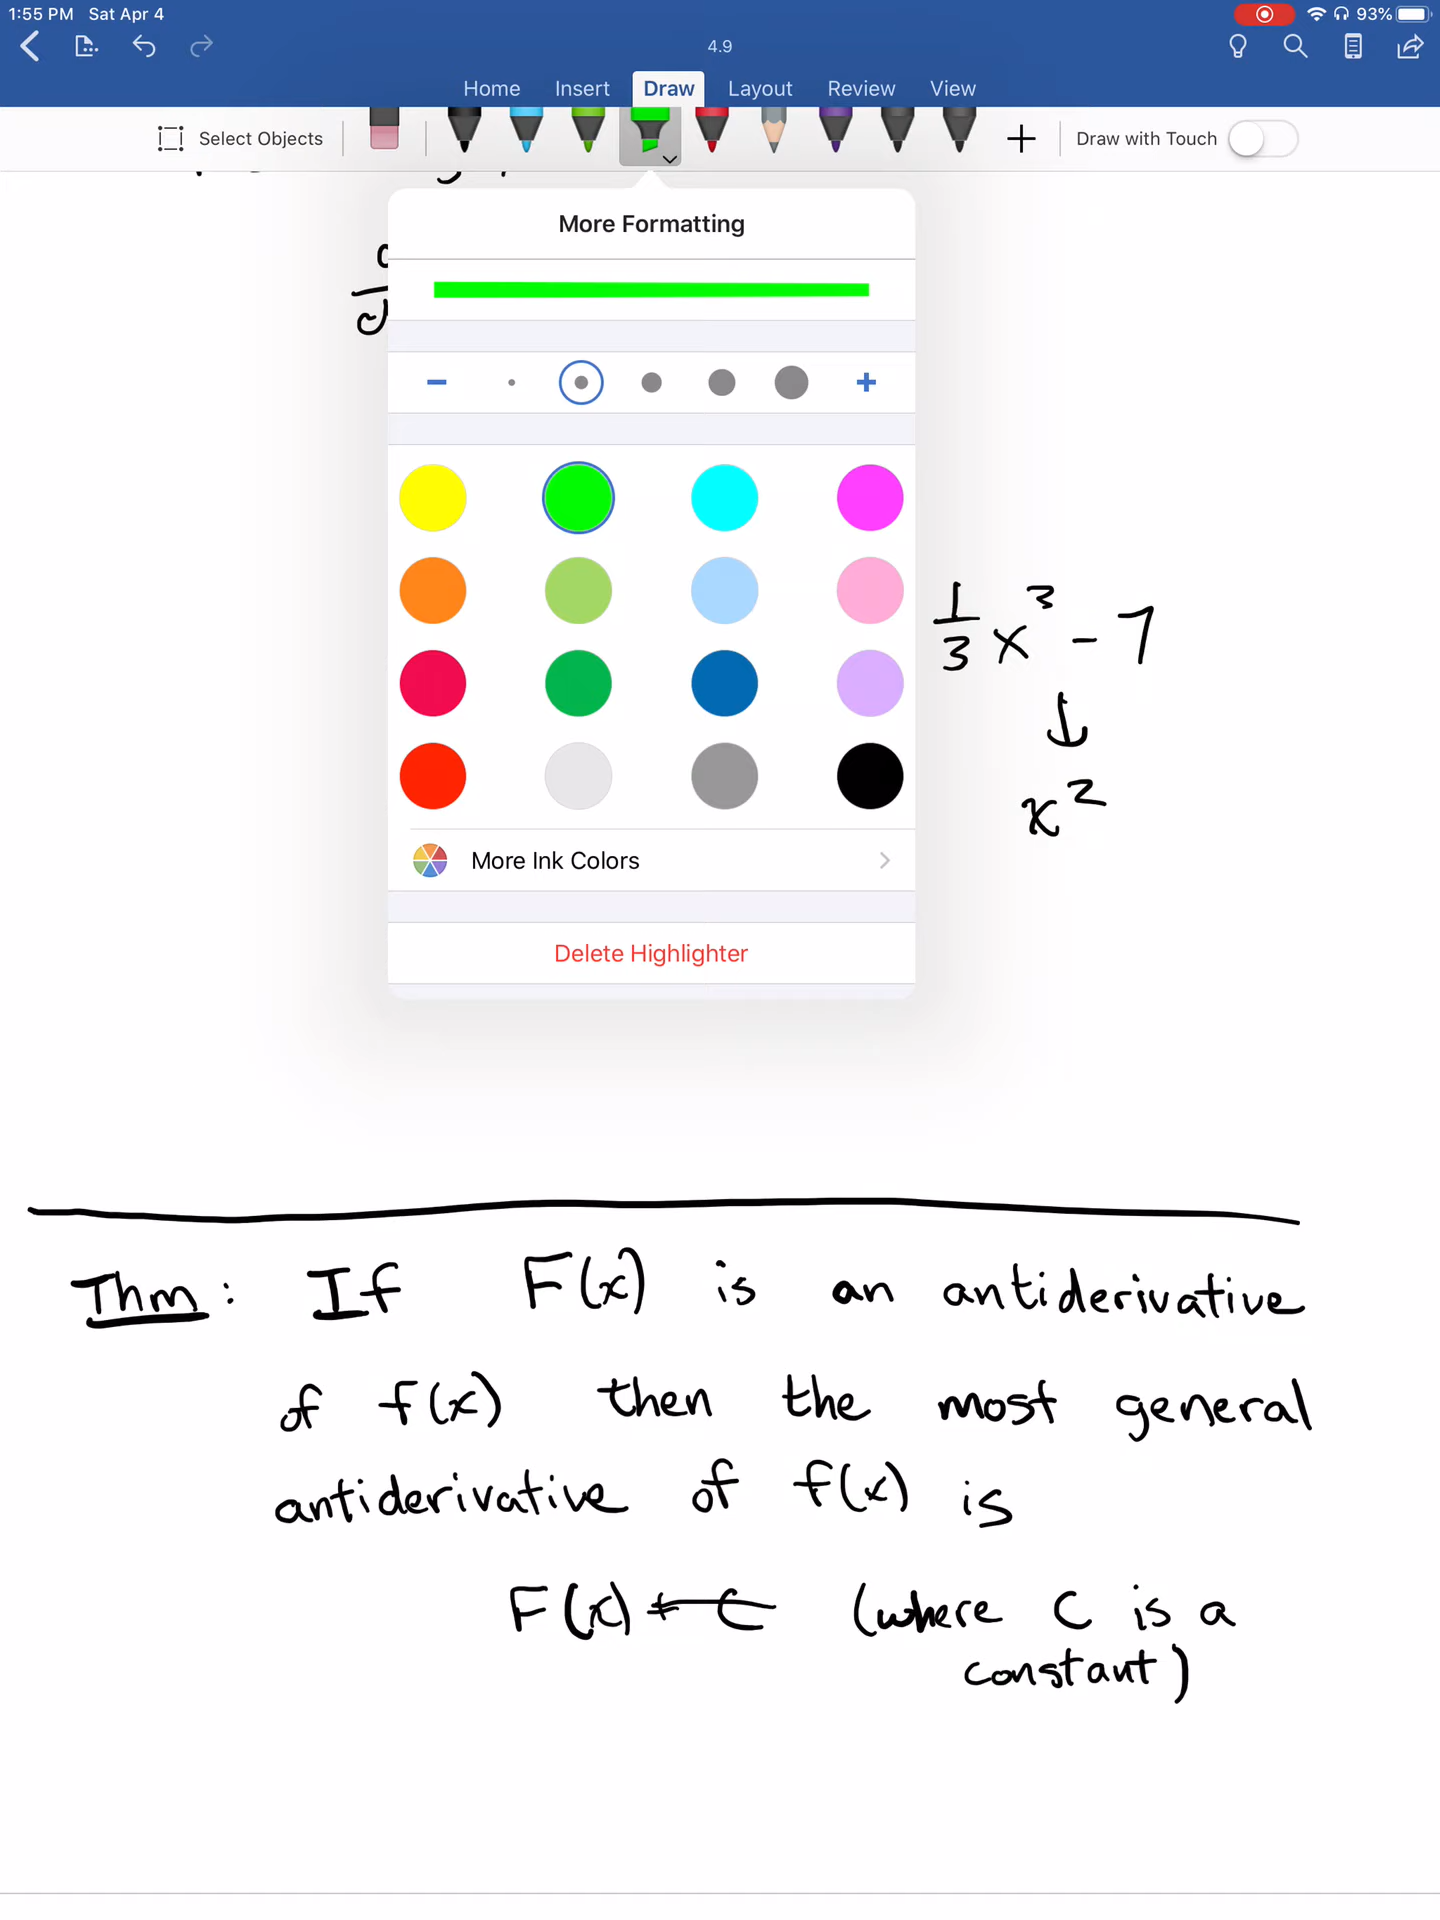 1:55 PM Sat Apr 4
93%
4.9
Home Insert Draw Layout Review View
Select Objects
Draw with Touch
More Formatting
More Ink Colors
Delete Highlighter
1/3 x³ - 7
↓
x²
Thm: If F(x) is an antiderivative
of f(x) then the most general
antiderivative of f(x) is
F(x) + C (where C is a
constant)